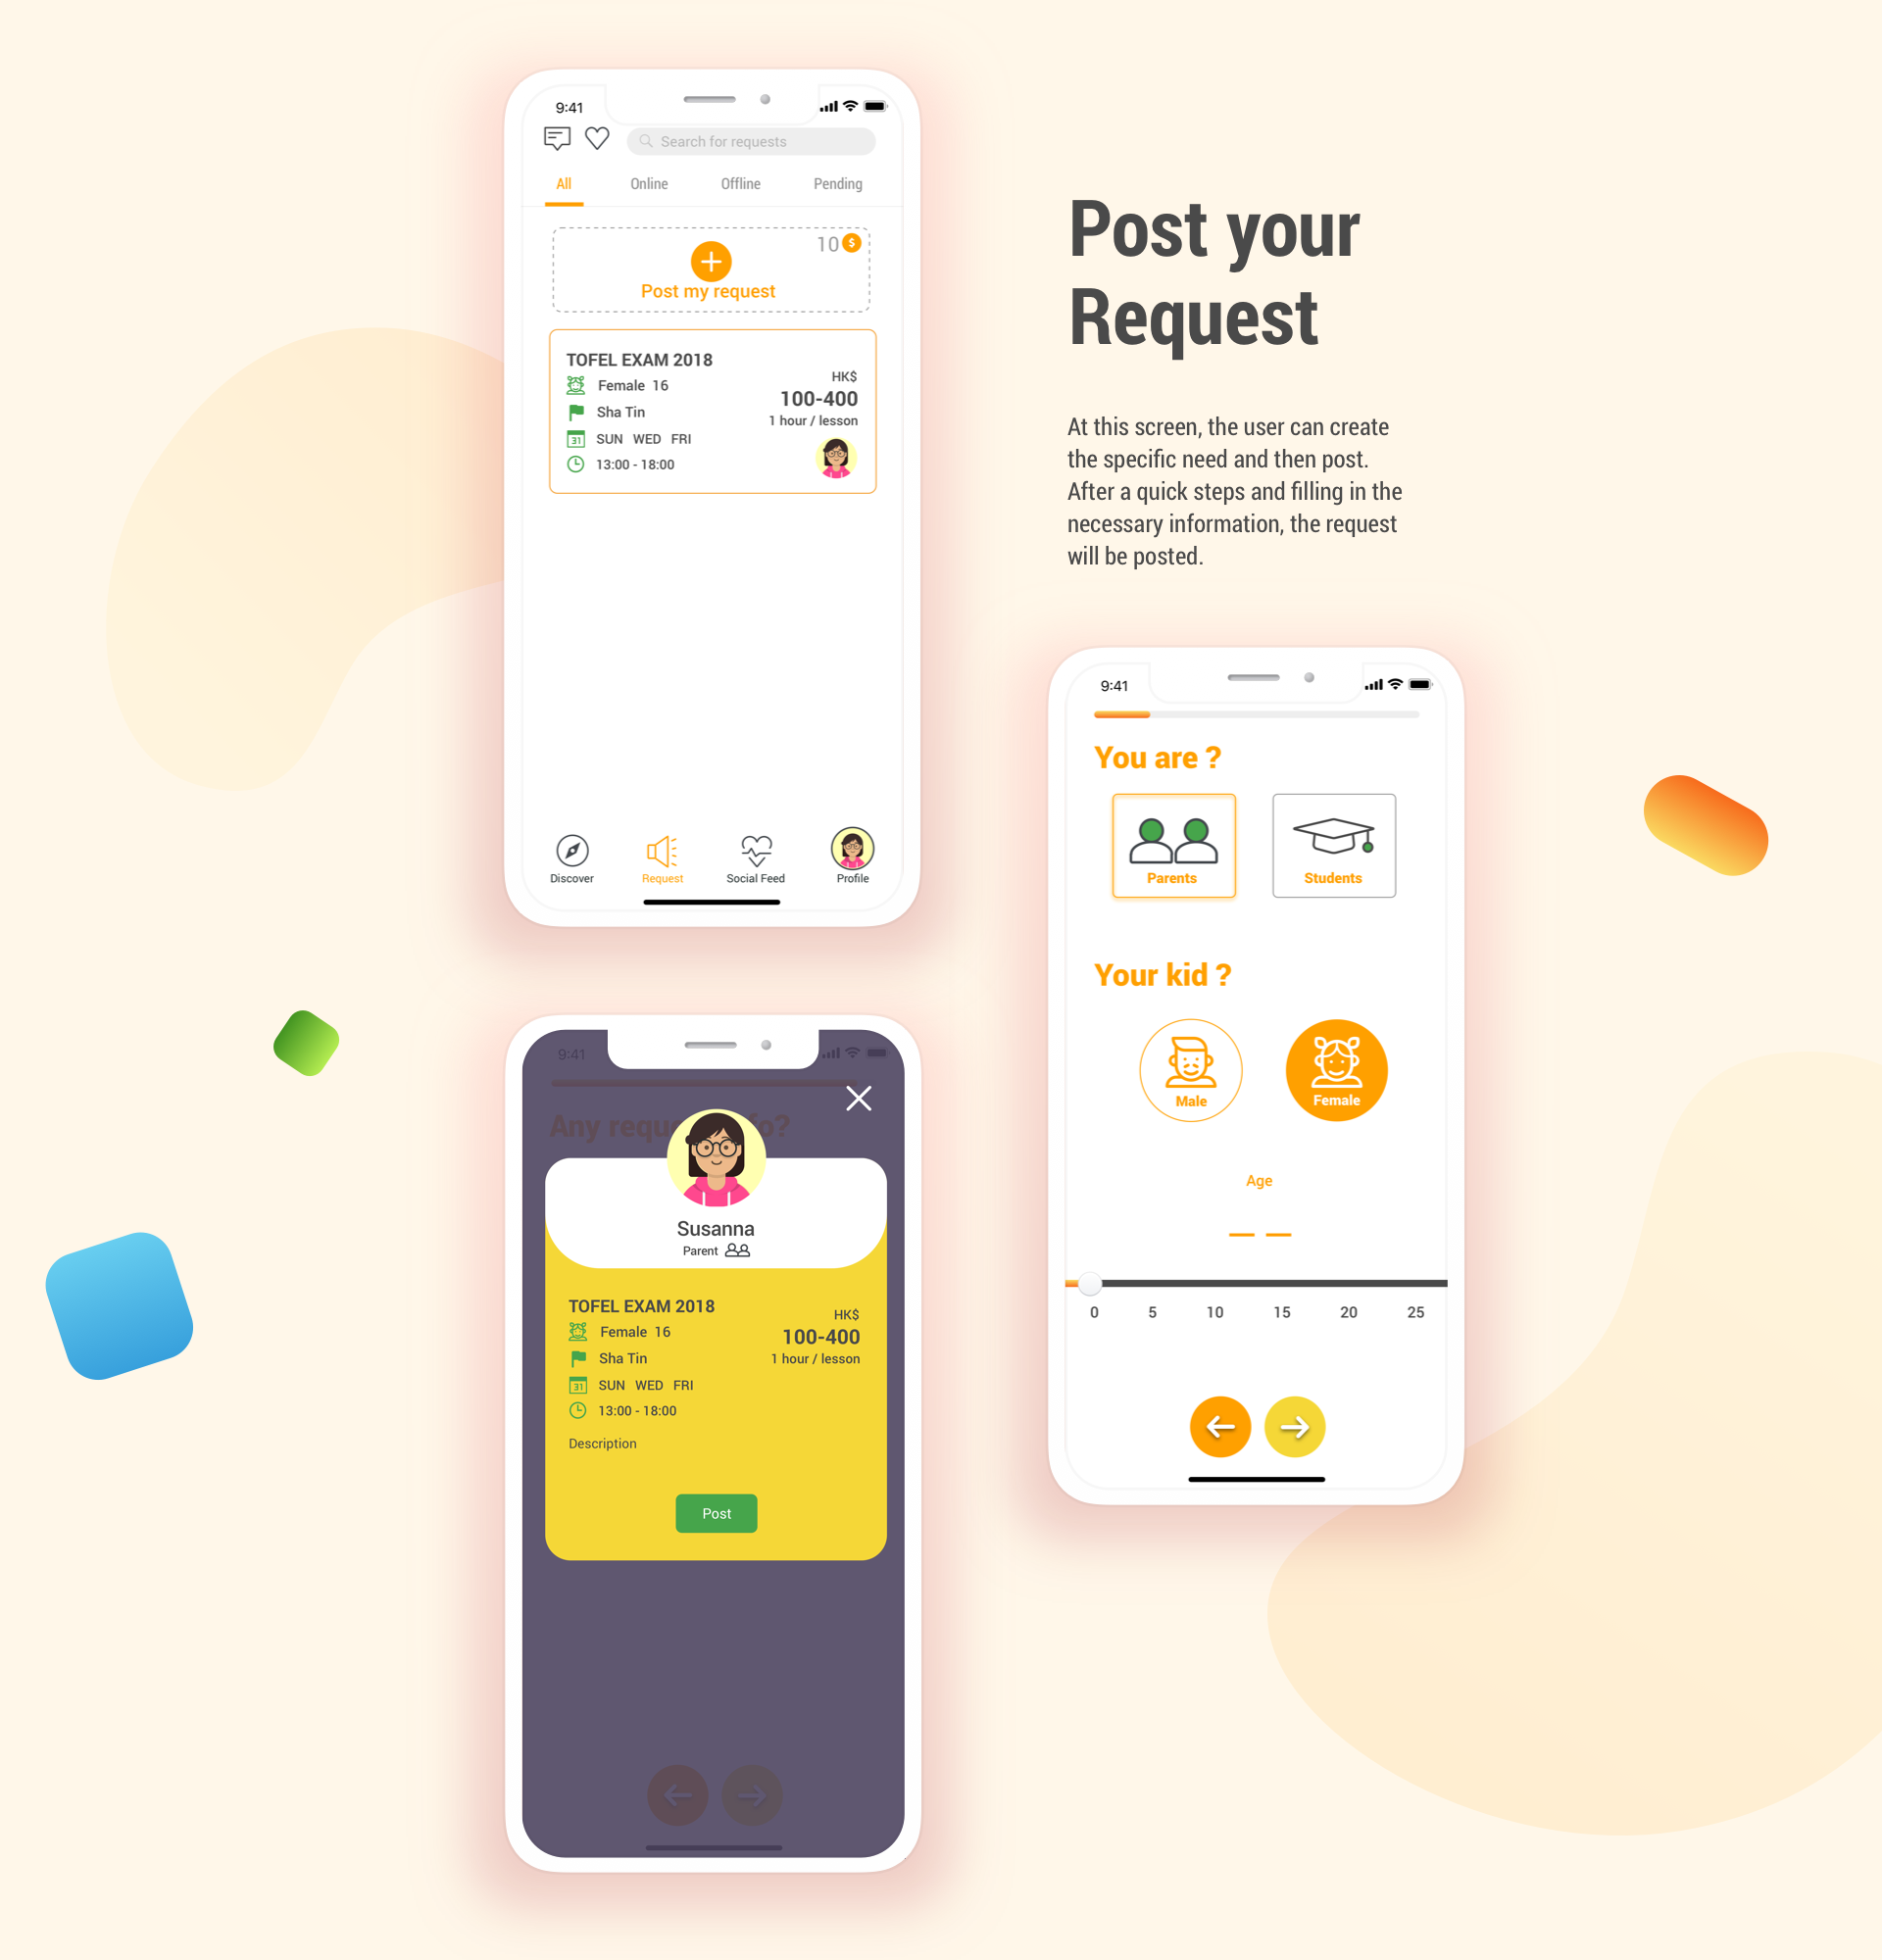 9:41
Search for requests
All Online Offline Pending
10 $
Post my request
TOFEL EXAM 2018
Female 16
Sha Tin
31 SUN WED FRI
13:00 - 18:00
HK$
100-400
1 hour / lesson
Discover Request Social Feed Profile
Post your
Request
At this screen, the user can create
the specific need and then post.
After a quick steps and filling in the
necessary information, the request
will be posted.
9:41
You are ?
Parents Students
Your kid ?
Male Female
Age
0 5 10 15 20 25
9:41
Any requ o?
Susanna
Parent
TOFEL EXAM 2018
Female 16
Sha Tin
31 SUN WED FRI
13:00 - 18:00
HK$
100-400
1 hour / lesson
Description
Post